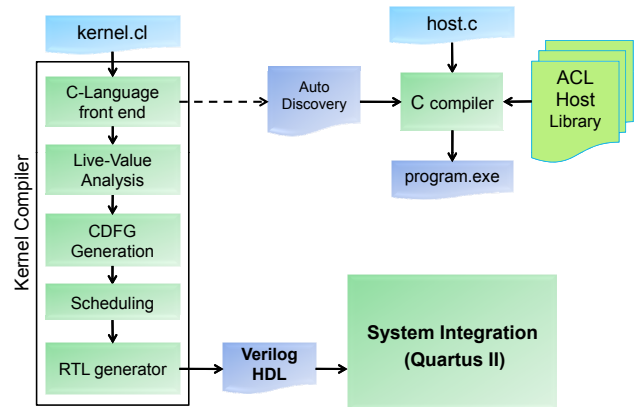 kernel.cl
host.c
Kernel Compiler
C-Language
front end
Auto
Discovery
C compiler
ACL
Host
Library
Live-Value
Analysis
program.exe
CDFG
Generation
Scheduling
RTL generator
Verilog
HDL
System Integration
(Quartus II)